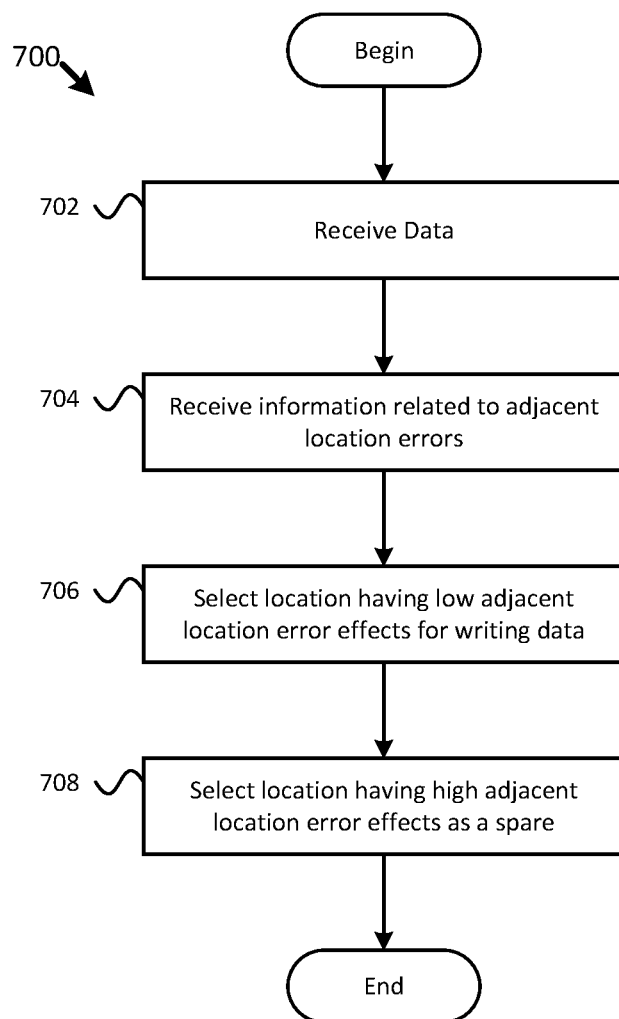 700
Begin
702
Receive Data
704
Receive information related to adjacent
location errors
706
Select location having low adjacent
location error effects for writing data
708
Select location having high adjacent
location error effects as a spare
End